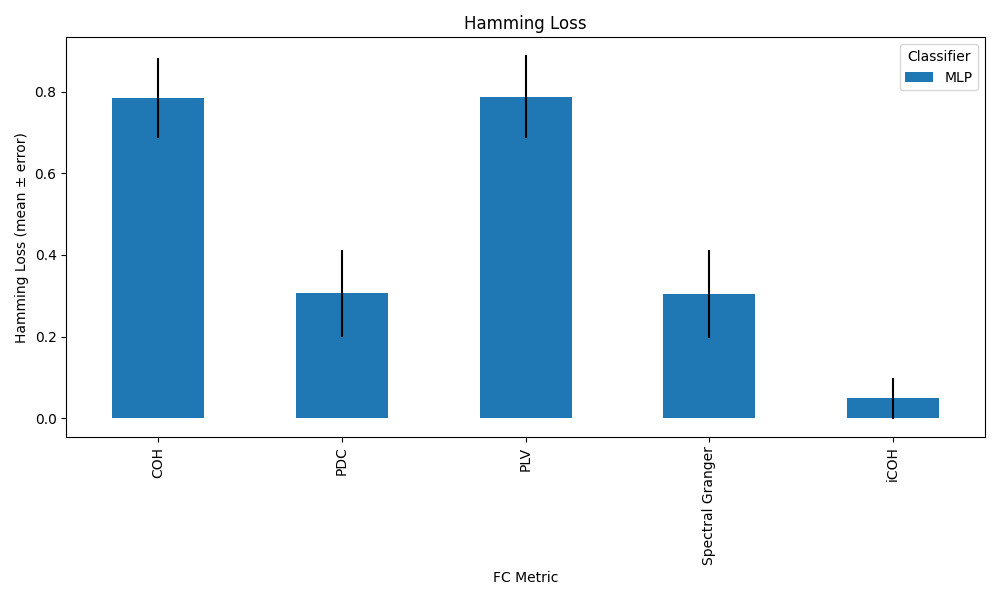 Hamming Loss
Classifier
MLP
Hamming Loss (mean ± error)
0.8
0.6
0.4
0.2
0.0
COH
PDC
PLV
Spectral Granger
iCOH
FC Metric